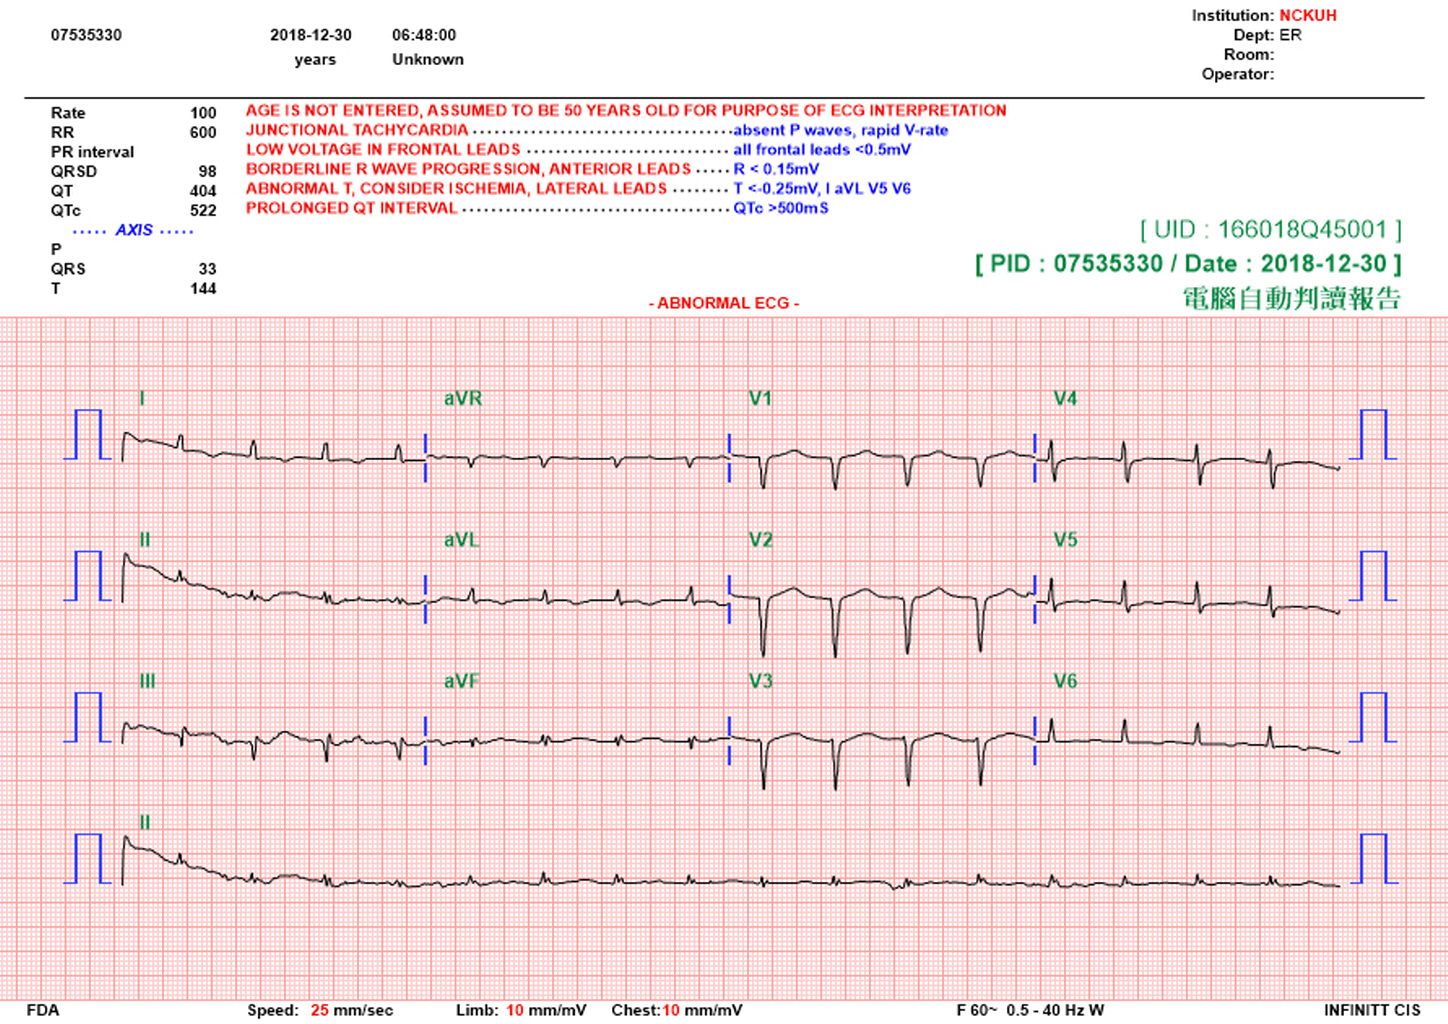 Institution: NCKUH
07535330 2018-12-30 06:48:00 Dept: ER
years Unknown Room:
Operator:
Rate 100 AGE IS NOT ENTERED, ASSUMED TO BE 50 YEARS OLD FOR PURPOSE OF ECG INTERPRETATION
RR 600 JUNCTIONAL TACHYCARDIA ································absent P waves, rapid V-rate
PR interval LOW VOLTAGE IN FRONTAL LEADS ························· all frontal leads <0.5mV
QRSD 98 BORDERLINE R WAVE PROGRESSION, ANTERIOR LEADS ····· R < 0.15mV
QT 404 ABNORMAL T, CONSIDER ISCHEMIA, LATERAL LEADS ········ T <-0.25mV, I aVL V5 V6
QTc 522 PROLONGED QT INTERVAL ································· QTc >500mS
····· AXIS ·····
P
QRS 33
T 144
[ UID : 166018Q45001 ]
[ PID : 07535330 / Date : 2018-12-30 ]
電腦自動判讀報告
- ABNORMAL ECG -
I aVR V1 V4
II aVL V2 V5
III aVF V3 V6
II
FDA Speed: 25 mm/sec Limb: 10 mm/mV Chest:10 mm/mV F 60~ 0.5 - 40 Hz W INFINITT CIS